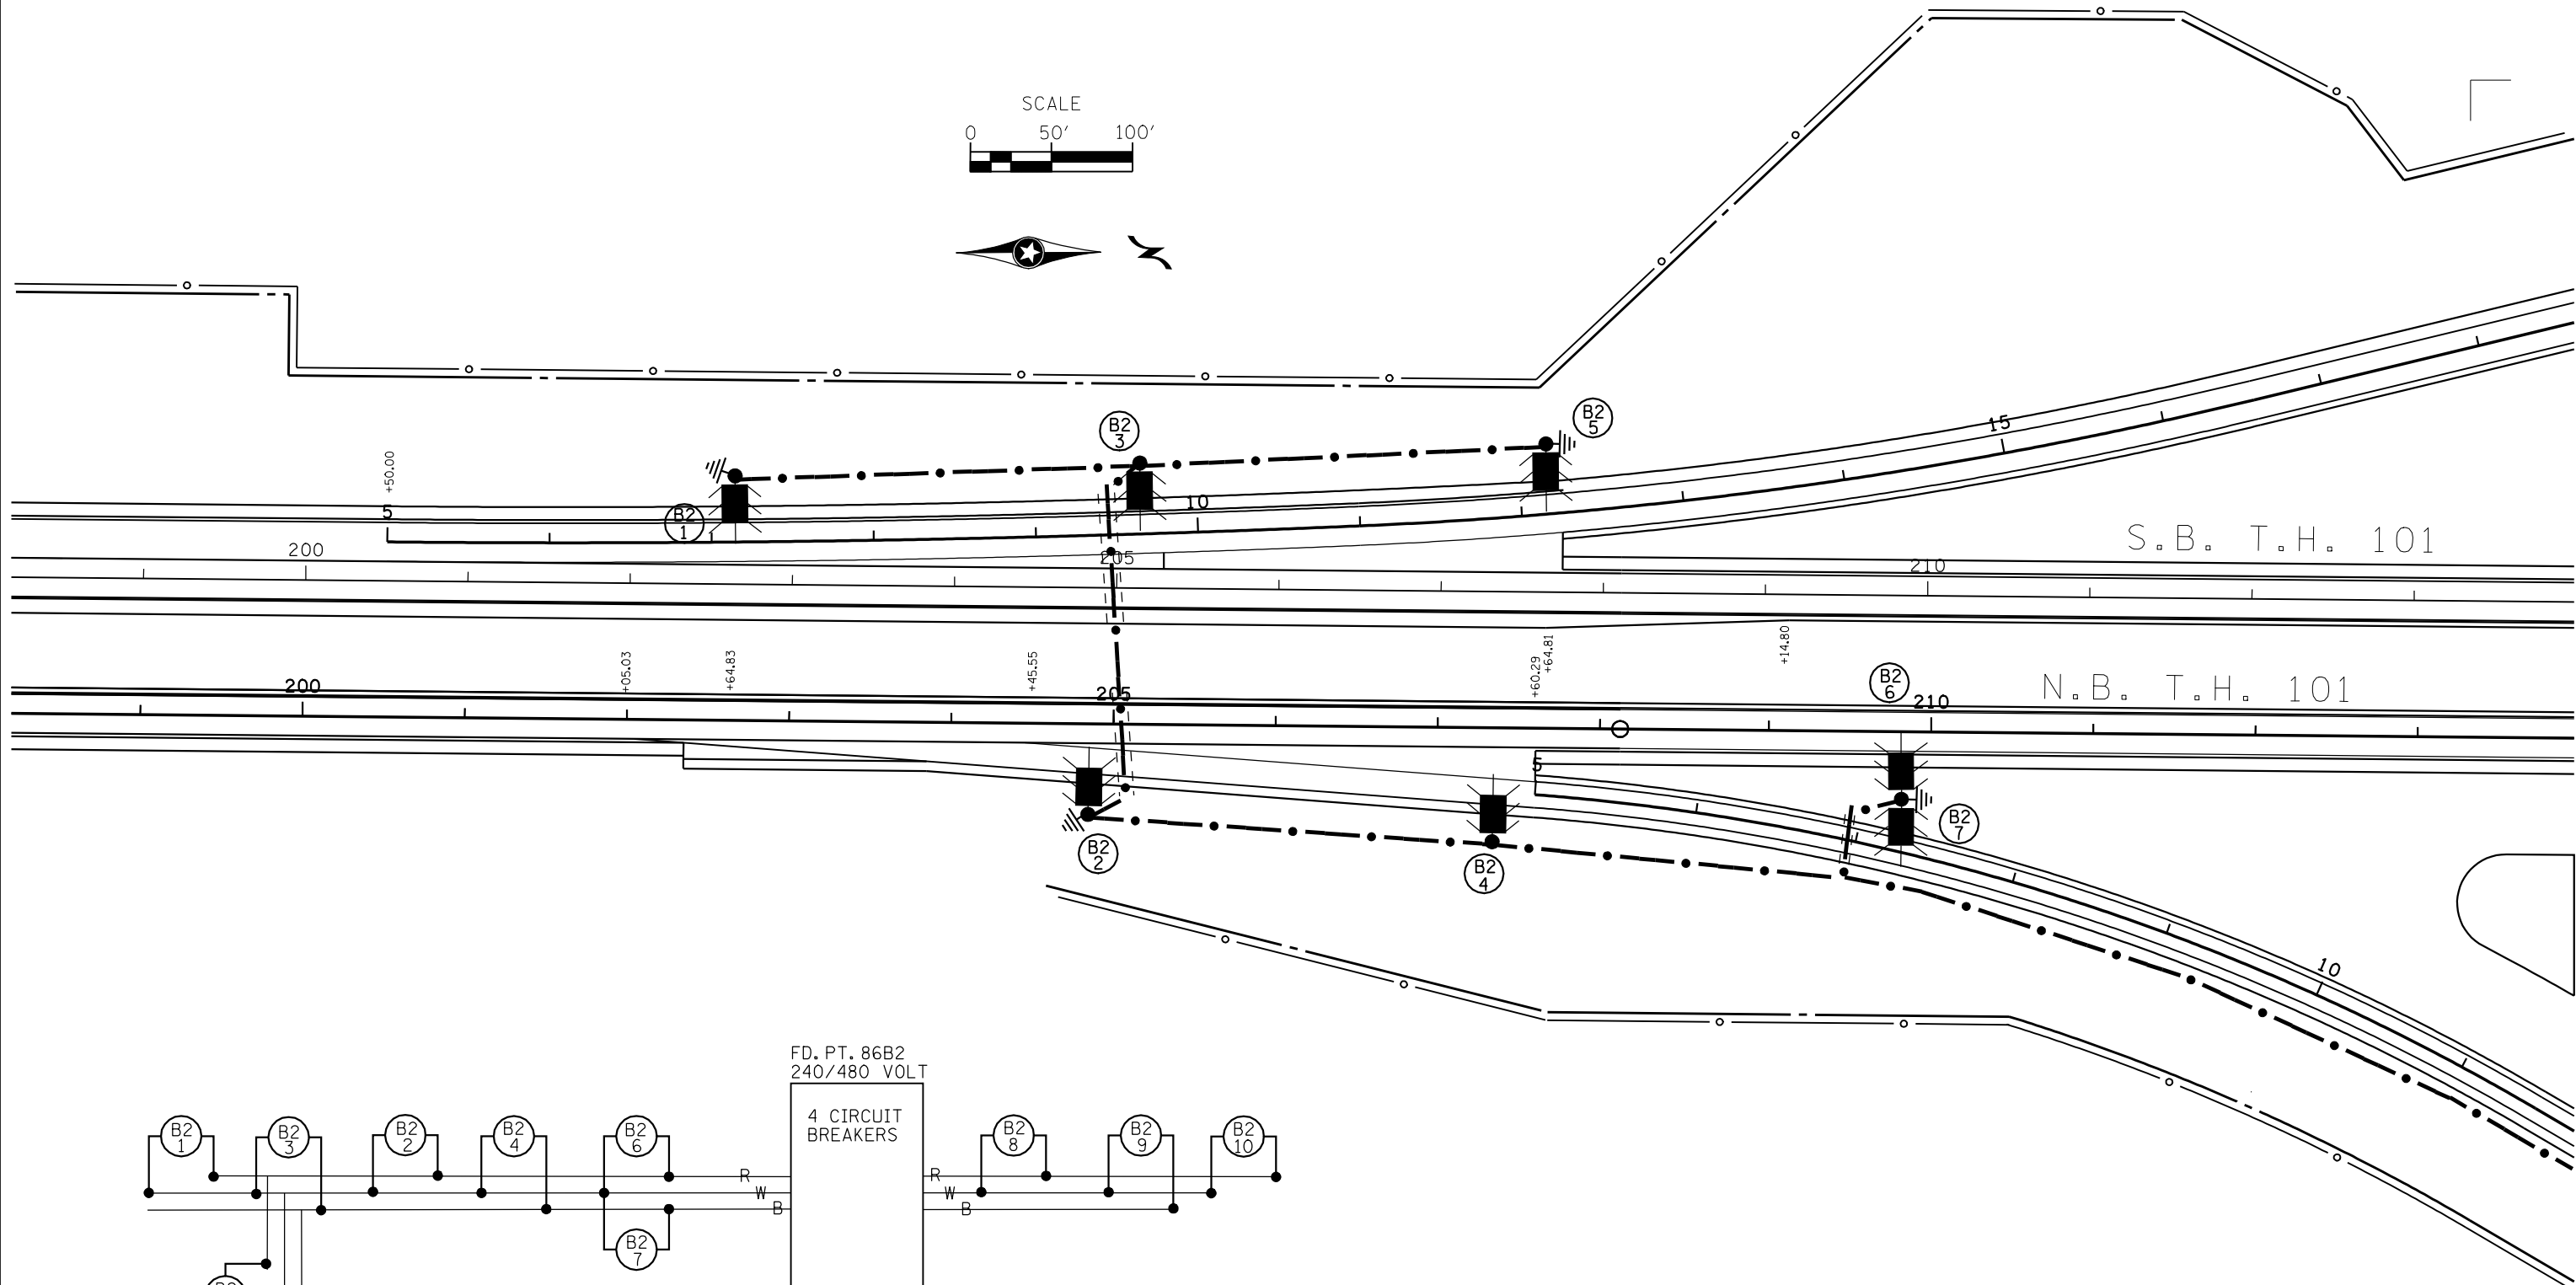 SCALE
0 50' 100'
B2
5
B2
3
15
+50.00
10
5
B2
1
S.B. T.H. 101
200
205
210
+05.03
+64.83
+45.55
+60.29
+64.81
+14.80
B2
6
N.B. T.H. 101
200
205
210
5
B2
7
B2
2
B2
4
10
FD. PT. 86B2
240/480 VOLT
4 CIRCUIT
BREAKERS
B2
1
B2
3
B2
2
B2
4
B2
6
B2
8
B2
9
B2
10
R
W
B
R
W
B
B2
7